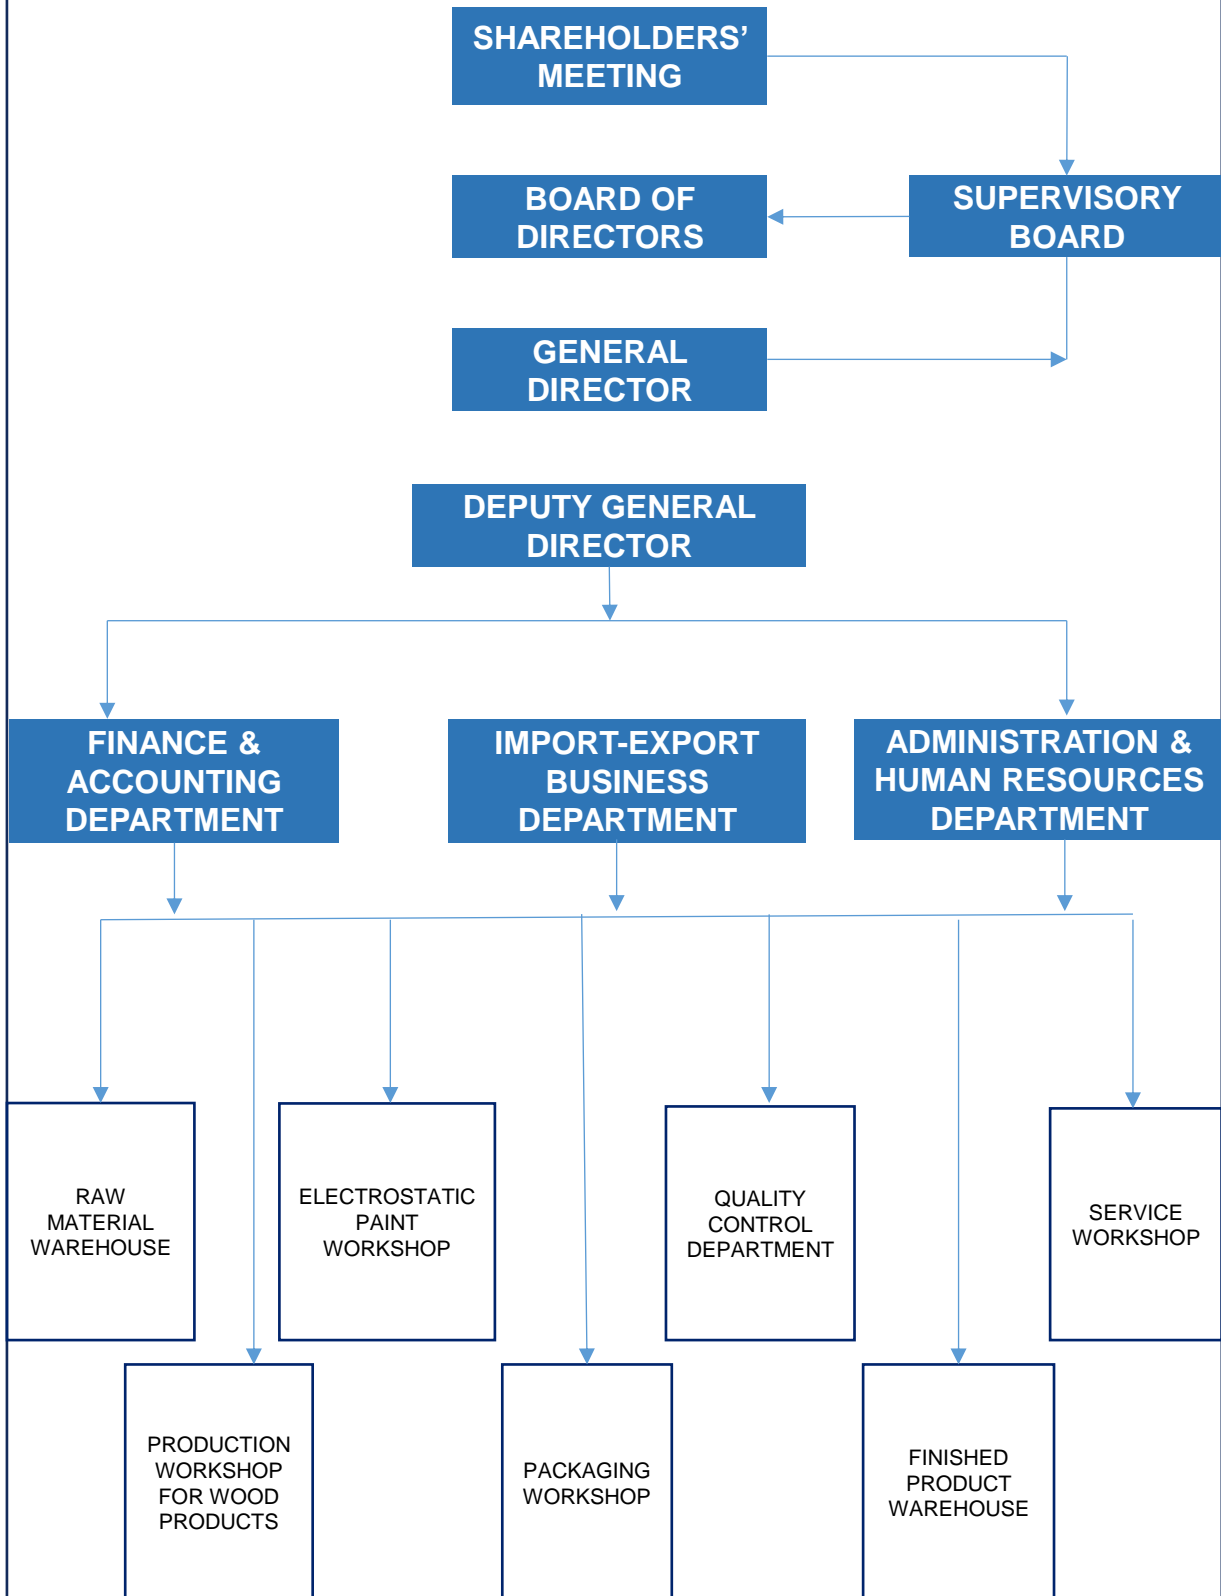 SHAREHOLDERS’
MEETING
BOARD OF
DIRECTORS
SUPERVISORY
BOARD
GENERAL
DIRECTOR
DEPUTY GENERAL
DIRECTOR
FINANCE &
ACCOUNTING
DEPARTMENT
IMPORT-EXPORT
BUSINESS
DEPARTMENT
ADMINISTRATION &
HUMAN RESOURCES
DEPARTMENT
RAW
MATERIAL
WAREHOUSE
ELECTROSTATIC
PAINT
WORKSHOP
QUALITY
CONTROL
DEPARTMENT
SERVICE
WORKSHOP
PRODUCTION
WORKSHOP
FOR WOOD
PRODUCTS
PACKAGING
WORKSHOP
FINISHED
PRODUCT
WAREHOUSE